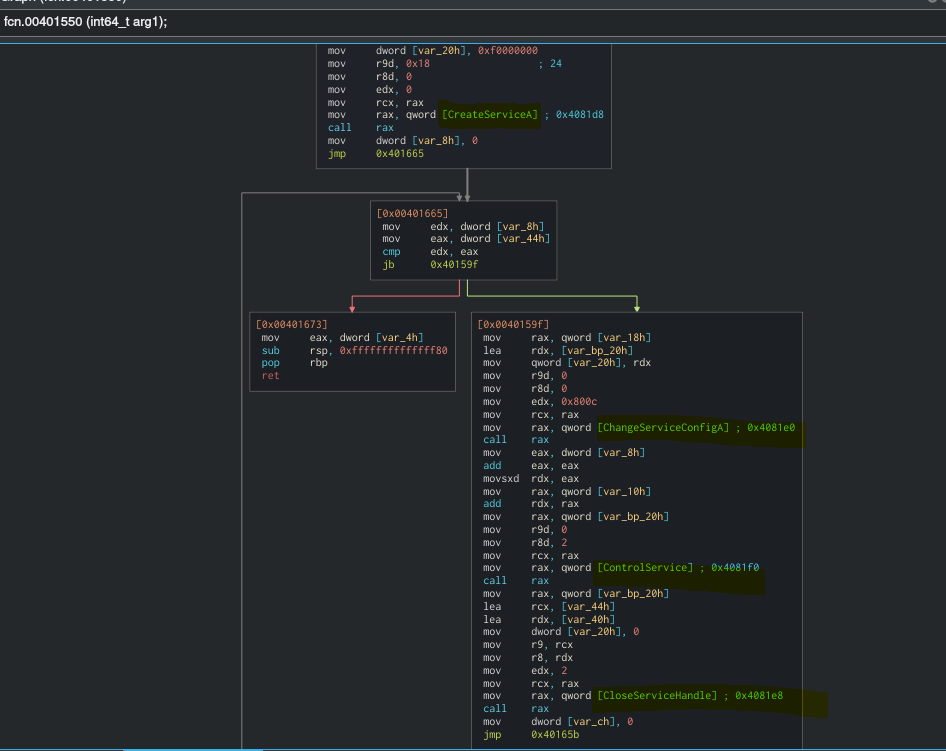 fcn.00401550 (int64_t arg1);
mov dword [var_20h], 0xf0000000
mov r9d, 0x18 ; 24
mov r8d, 0
mov edx, 0
mov rcx, rax
mov rax, qword [CreateServiceA] ; 0x4081d8
call rax
mov dword [var_8h], 0
jmp 0x401665
[0x00401665]
mov edx, dword [var_8h]
mov eax, dword [var_44h]
cmp edx, eax
jb 0x40159f
[0x00401673]
mov eax, dword [var_4h]
sub rsp, 0xffffffffffffff80
pop rbp
ret
[0x0040159f]
mov rax, qword [var_18h]
lea rdx, [var_bp_20h]
mov qword [var_20h], rdx
mov r9d, 0
mov r8d, 0
mov edx, 0x800c
mov rcx, rax
mov rax, qword [ChangeServiceConfigA] ; 0x4081e0
call rax
mov eax, dword [var_8h]
add eax, eax
movsxd rdx, eax
mov rax, qword [var_10h]
add rdx, rax
mov rax, qword [var_bp_20h]
mov r9d, 0
mov r8d, 2
mov rcx, rax
mov rax, qword [ControlService] ; 0x4081f0
call rax
mov rax, qword [var_bp_20h]
lea rcx, [var_44h]
lea rdx, [var_40h]
mov dword [var_20h], 0
mov r9, rcx
mov r8, rdx
mov edx, 2
mov rcx, rax
mov rax, qword [CloseServiceHandle] ; 0x4081e8
call rax
mov dword [var_ch], 0
jmp 0x40165b